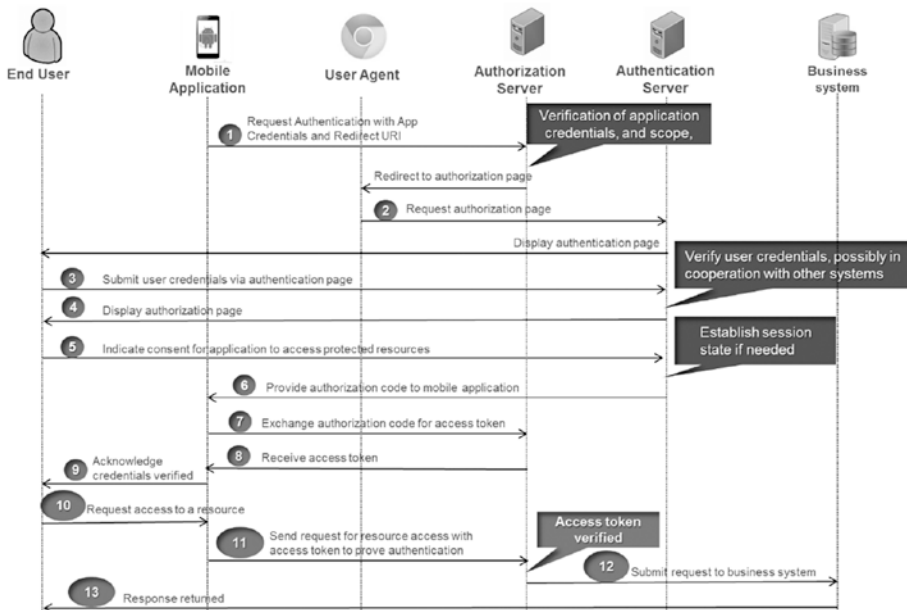 End User
Mobile
Application
User Agent
Authorization
Server
Authentication
Server
Business
system
1
Request Authentication with App
Credentials and Redirect URI
Verification of application
credentials, and scope,
Redirect to authorization page
2
Request authorization page
Display authentication page
Verify user credentials, possibly in
cooperation with other systems
3
Submit user credentials via authentication page
4
Display authorization page
Establish session
state if needed
5
Indicate consent for application to access protected resources
6
Provide authorization code to mobile application
7
Exchange authorization code for access token
8
Receive access token
9
Acknowledge
credentials verified
10
Request access to a resource
11
Send request for resource access with
access token to prove authentication
Access token
verified
12
Submit request to business system
13
Response returned